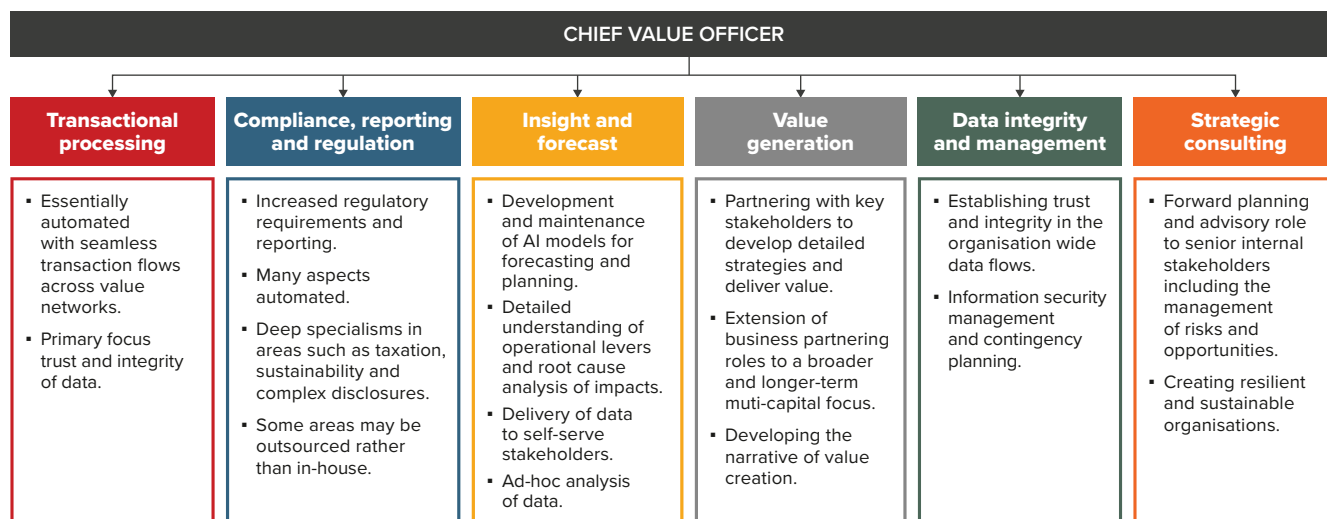 CHIEF VALUE OFFICER
Transactional
processing
▪ Essentially
automated
with seamless
transaction flows
across value
networks.
▪ Primary focus
trust and integrity
of data.
Compliance, reporting
and regulation
▪ Increased regulatory
requirements and
reporting.
▪ Many aspects
automated.
▪ Deep specialisms in
areas such as taxation,
sustainability and
complex disclosures.
▪ Some areas may be
outsourced rather
than in-house.
Insight and
forecast
▪ Development
and maintenance
of AI models for
forecasting and
planning.
▪ Detailed
understanding of
operational levers
and root cause
analysis of impacts.
▪ Delivery of data
to self-serve
stakeholders.
▪ Ad-hoc analysis
of data.
Value
generation
▪ Partnering with key
stakeholders to
develop detailed
strategies and
deliver value.
▪ Extension of
business partnering
roles to a broader
and longer-term
muti-capital focus.
▪ Developing the
narrative of value
creation.
Data integrity
and management
▪ Establishing trust
and integrity in the
organisation wide
data flows.
▪ Information security
management
and contingency
planning.
Strategic
consulting
▪ Forward planning
and advisory role
to senior internal
stakeholders
including the
management
of risks and
opportunities.
▪ Creating resilient
and sustainable
organisations.